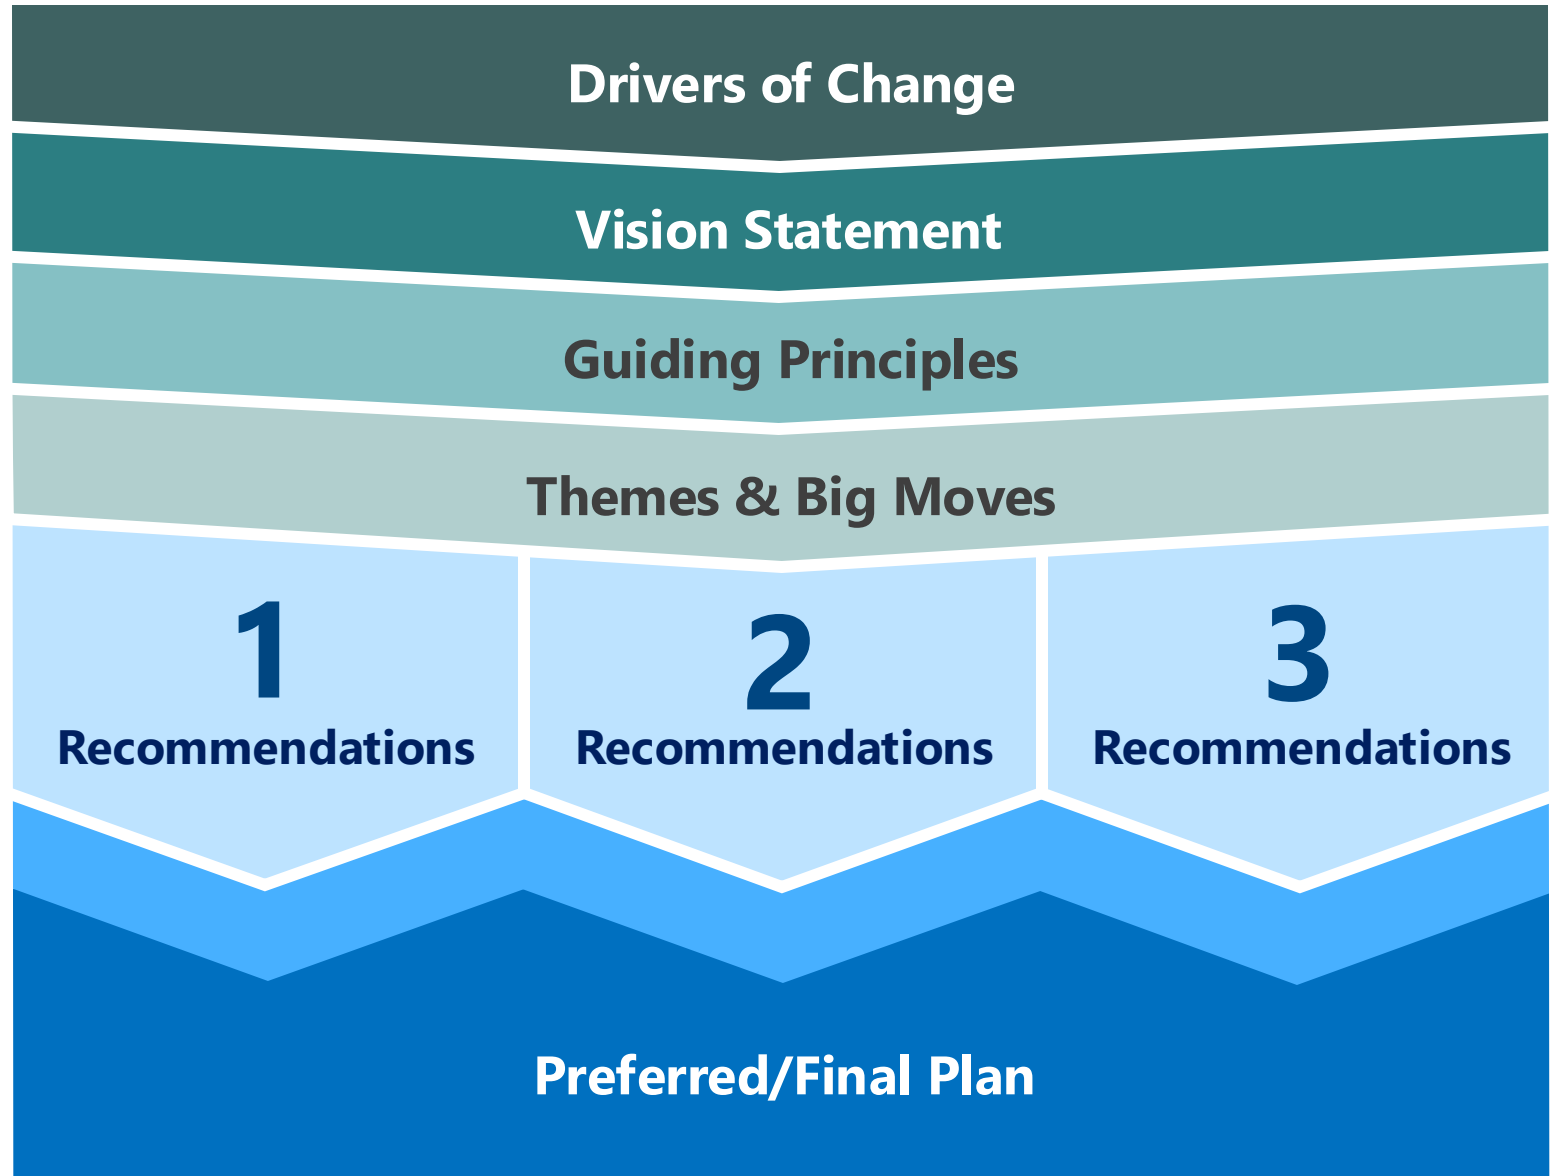 Drivers of Change
Vision Statement
Guiding Principles
Themes & Big Moves
1
Recommendations
2
Recommendations
3
Recommendations
Preferred/Final Plan